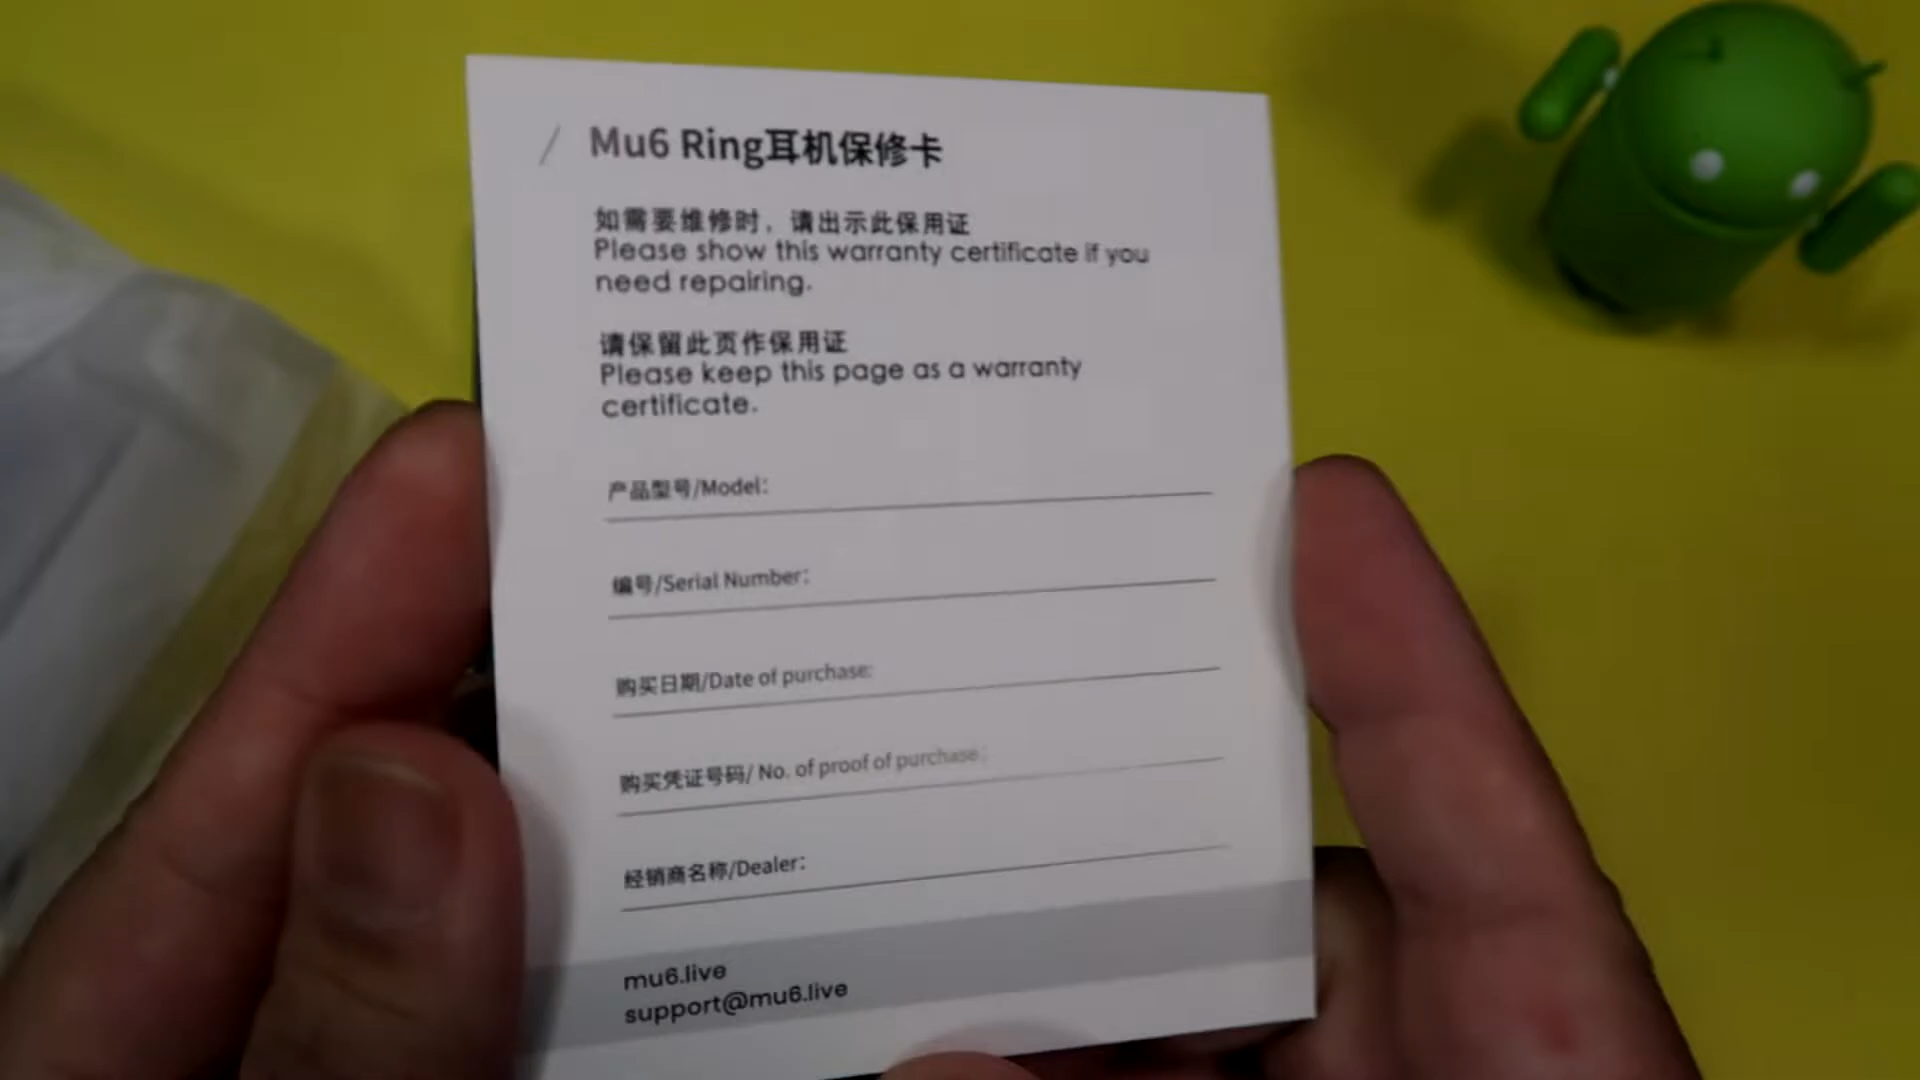 Mu6 Ring耳机保修卡
如需要维修时，请出示此保用证
Please show this warranty certificate if you
need repairing.
请保留此页作保用证
Please keep this page as a warranty
certificate.
产品型号/Model:
编号/Serial Number:
购买日期/Date of purchase:
购买凭证号码/ No. of proof of purchase:
经销商名称/Dealer:
mu6.live
support@mu6.live